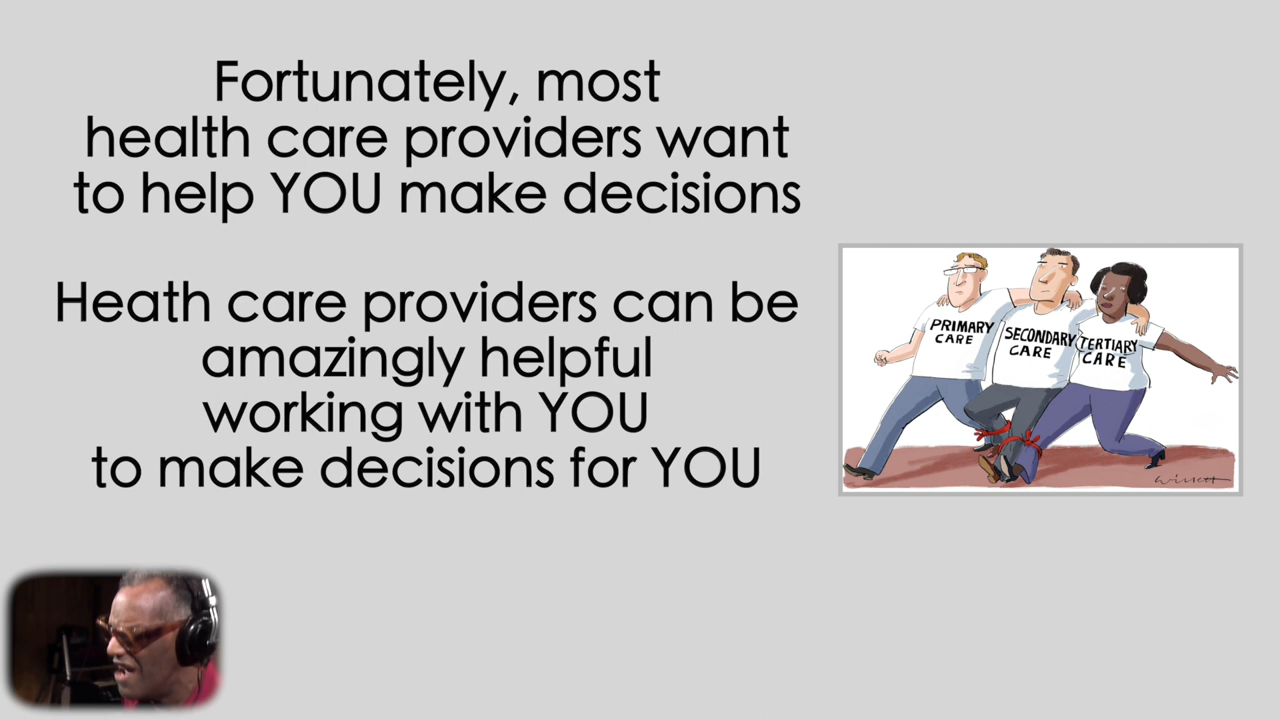 Fortunately, most
health care providers want
to help YOU make decisions
Heath care providers can be
amazingly helpful
working with YOU
to make decisions for YOU
PRIMARY
CARE
SECONDARY
CARE
TERTIARY
CARE